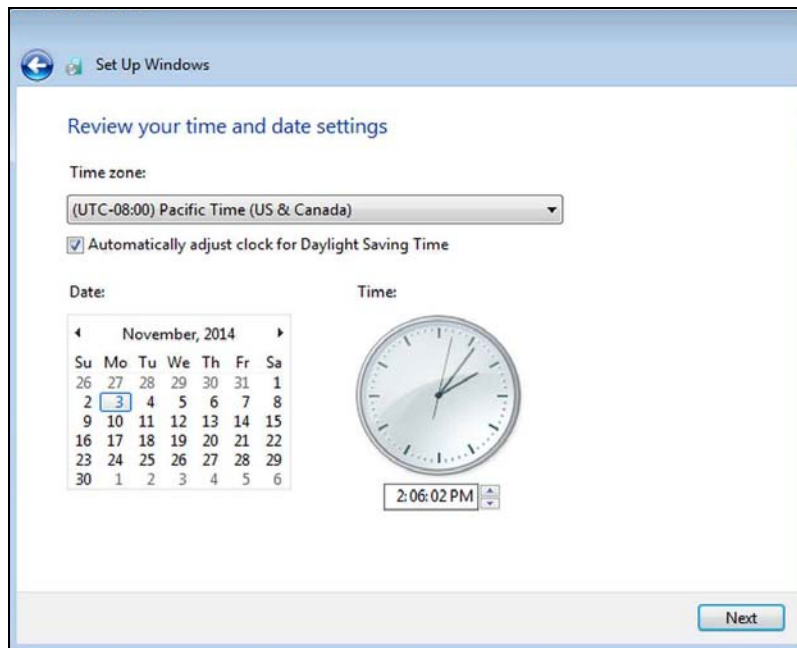 Set Up Windows
Review your time and date settings
Time zone:
(UTC-08:00) Pacific Time (US & Canada)
Automatically adjust clock for Daylight Saving Time
Date:
Time:
November, 2014
Su Mo Tu We Th Fr Sa
26 27 28 29 30 31 1
2 3 4 5 6 7 8
9 10 11 12 13 14 15
16 17 18 19 20 21 22
23 24 25 26 27 28 29
30 1 2 3 4 5 6
2:06:02 PM
Next